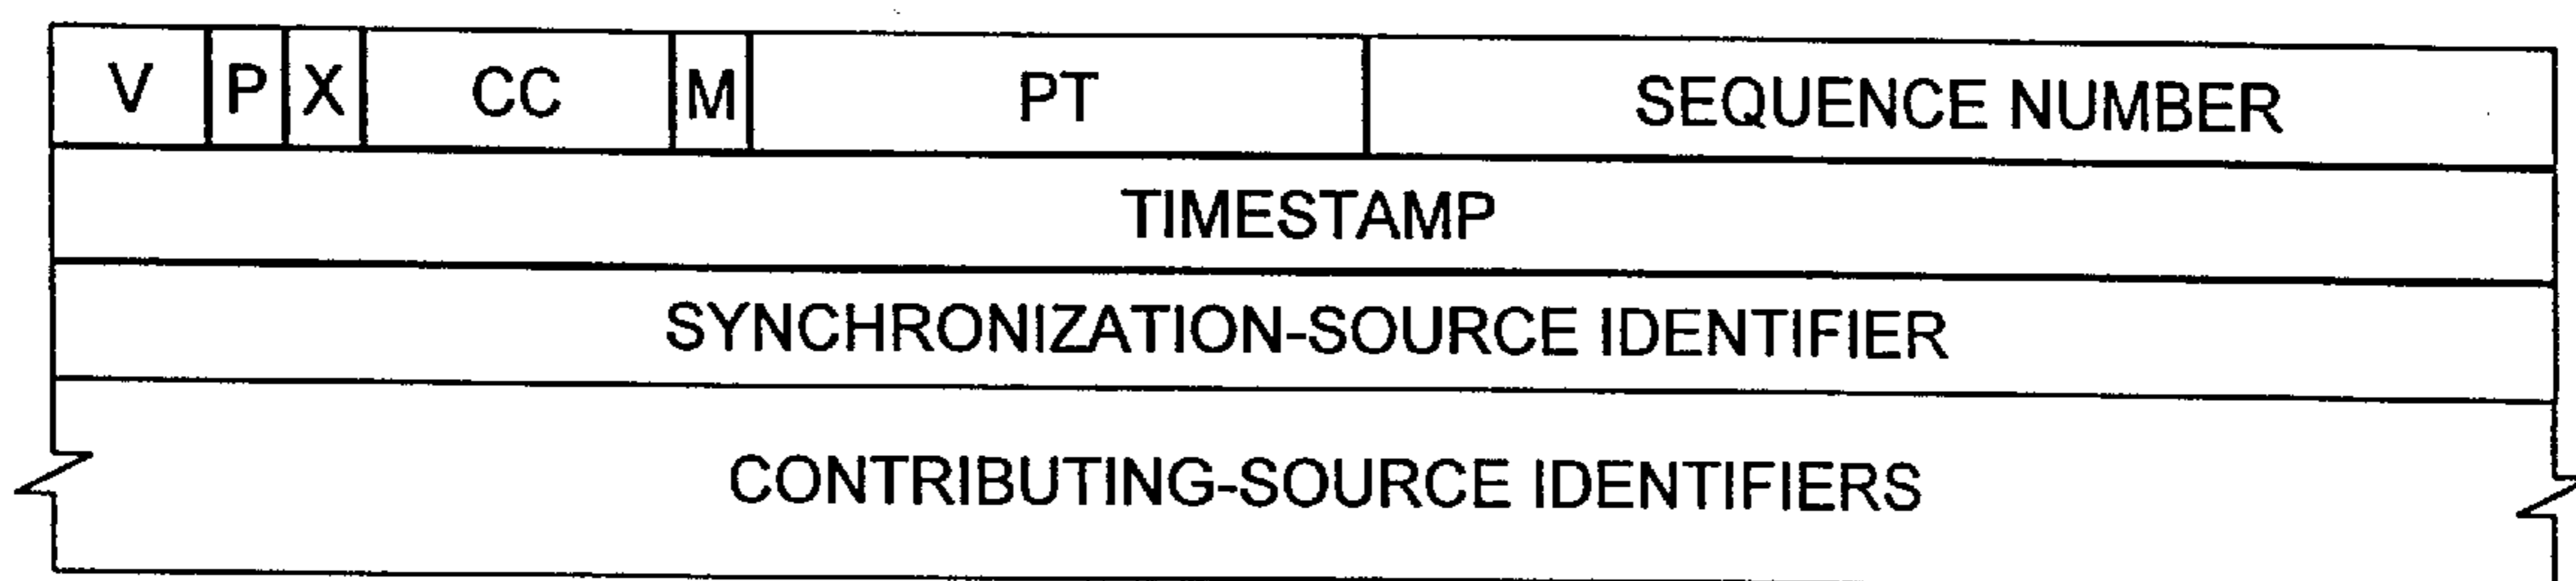 V P X CC M PT SEQUENCE NUMBER
TIMESTAMP
SYNCHRONIZATION-SOURCE IDENTIFIER
CONTRIBUTING-SOURCE IDENTIFIERS